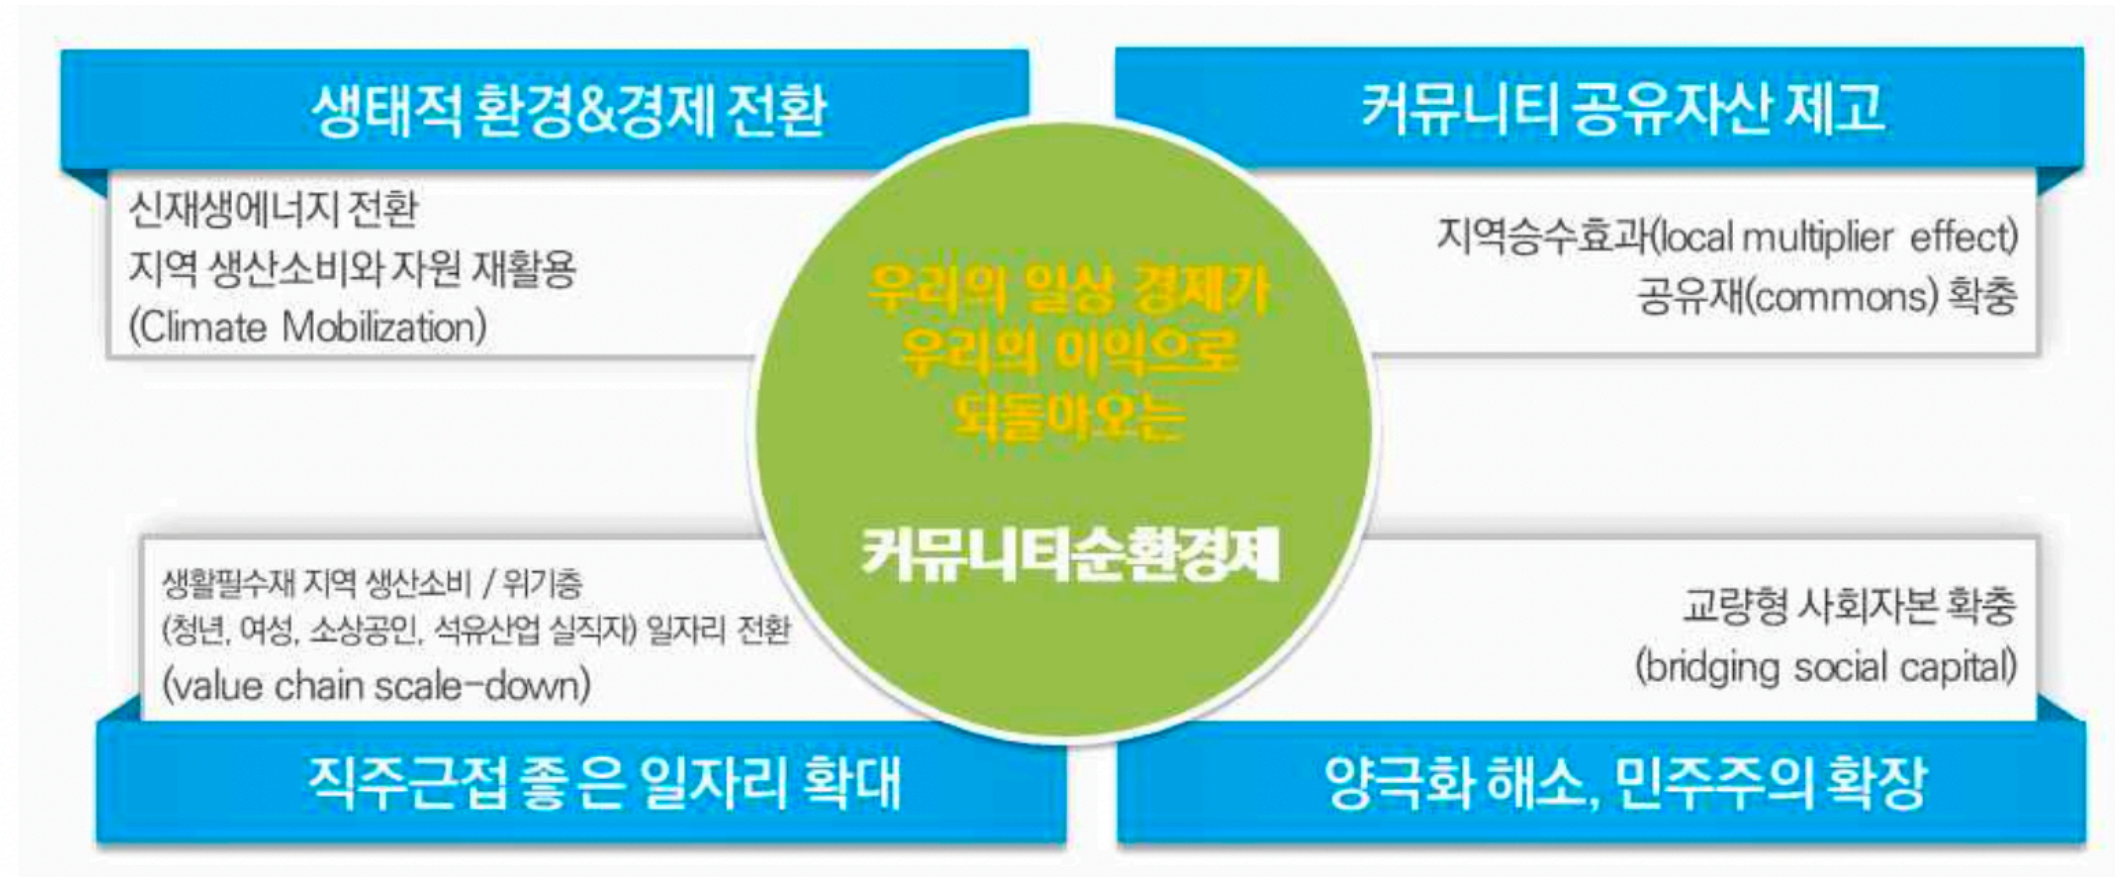 생태적 환경&경제 전환
신재생에너지 전환
지역 생산소비와 자원 재활용
(Climate Mobilization)
커뮤니티 공유자산 제고
지역승수효과(local multiplier effect)
공유재(commons) 확충
우리의 일상 경제가
우리의 이익으로
되돌아오는
커뮤니티순환경제
생활필수재 지역 생산소비 / 위기층
(청년, 여성, 소상공인, 석유산업 실직자) 일자리 전환
(value chain scale-down)
직주근접 좋은 일자리 확대
교량형 사회자본 확충
(bridging social capital)
양극화 해소, 민주주의 확장